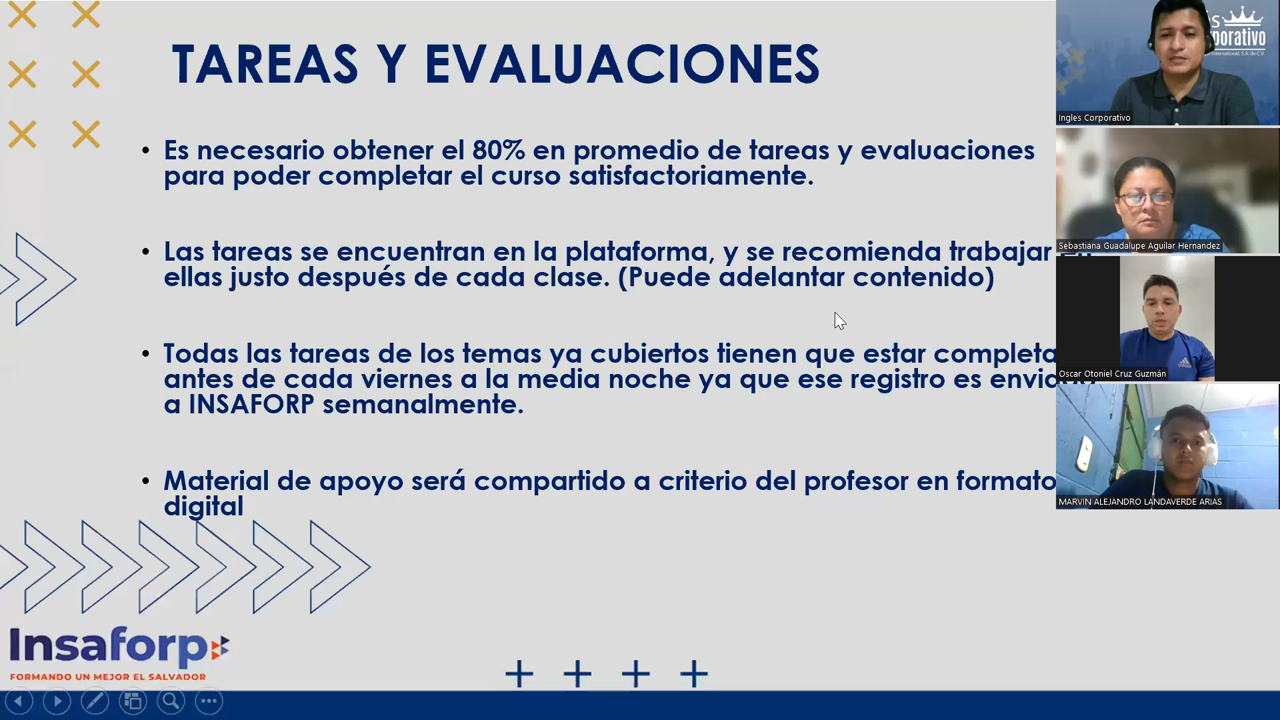 TAREAS Y EVALUACIONES
• Es necesario obtener el 80% en promedio de tareas y evaluaciones
para poder completar el curso satisfactoriamente.
• Las tareas se encuentran en la plataforma, y se recomienda trabajar
ellas justo después de cada clase. (Puede adelantar contenido)
• Todas las tareas de los temas ya cubiertos tienen que estar completa
antes de cada viernes a la media noche ya que ese registro es envia
a INSAFORP semanalmente.
• Material de apoyo será compartido a criterio del profesor en formato
digital
Insaforp
FORMANDO UN MEJOR EL SALVADOR
Ingles Corporativo
Sebastiana Guadalupe Aguilar Hernandez
Oscar Otoniel Cruz Guzmán
MARVIN ALEJANDRO LANDAVERDE ARIAS